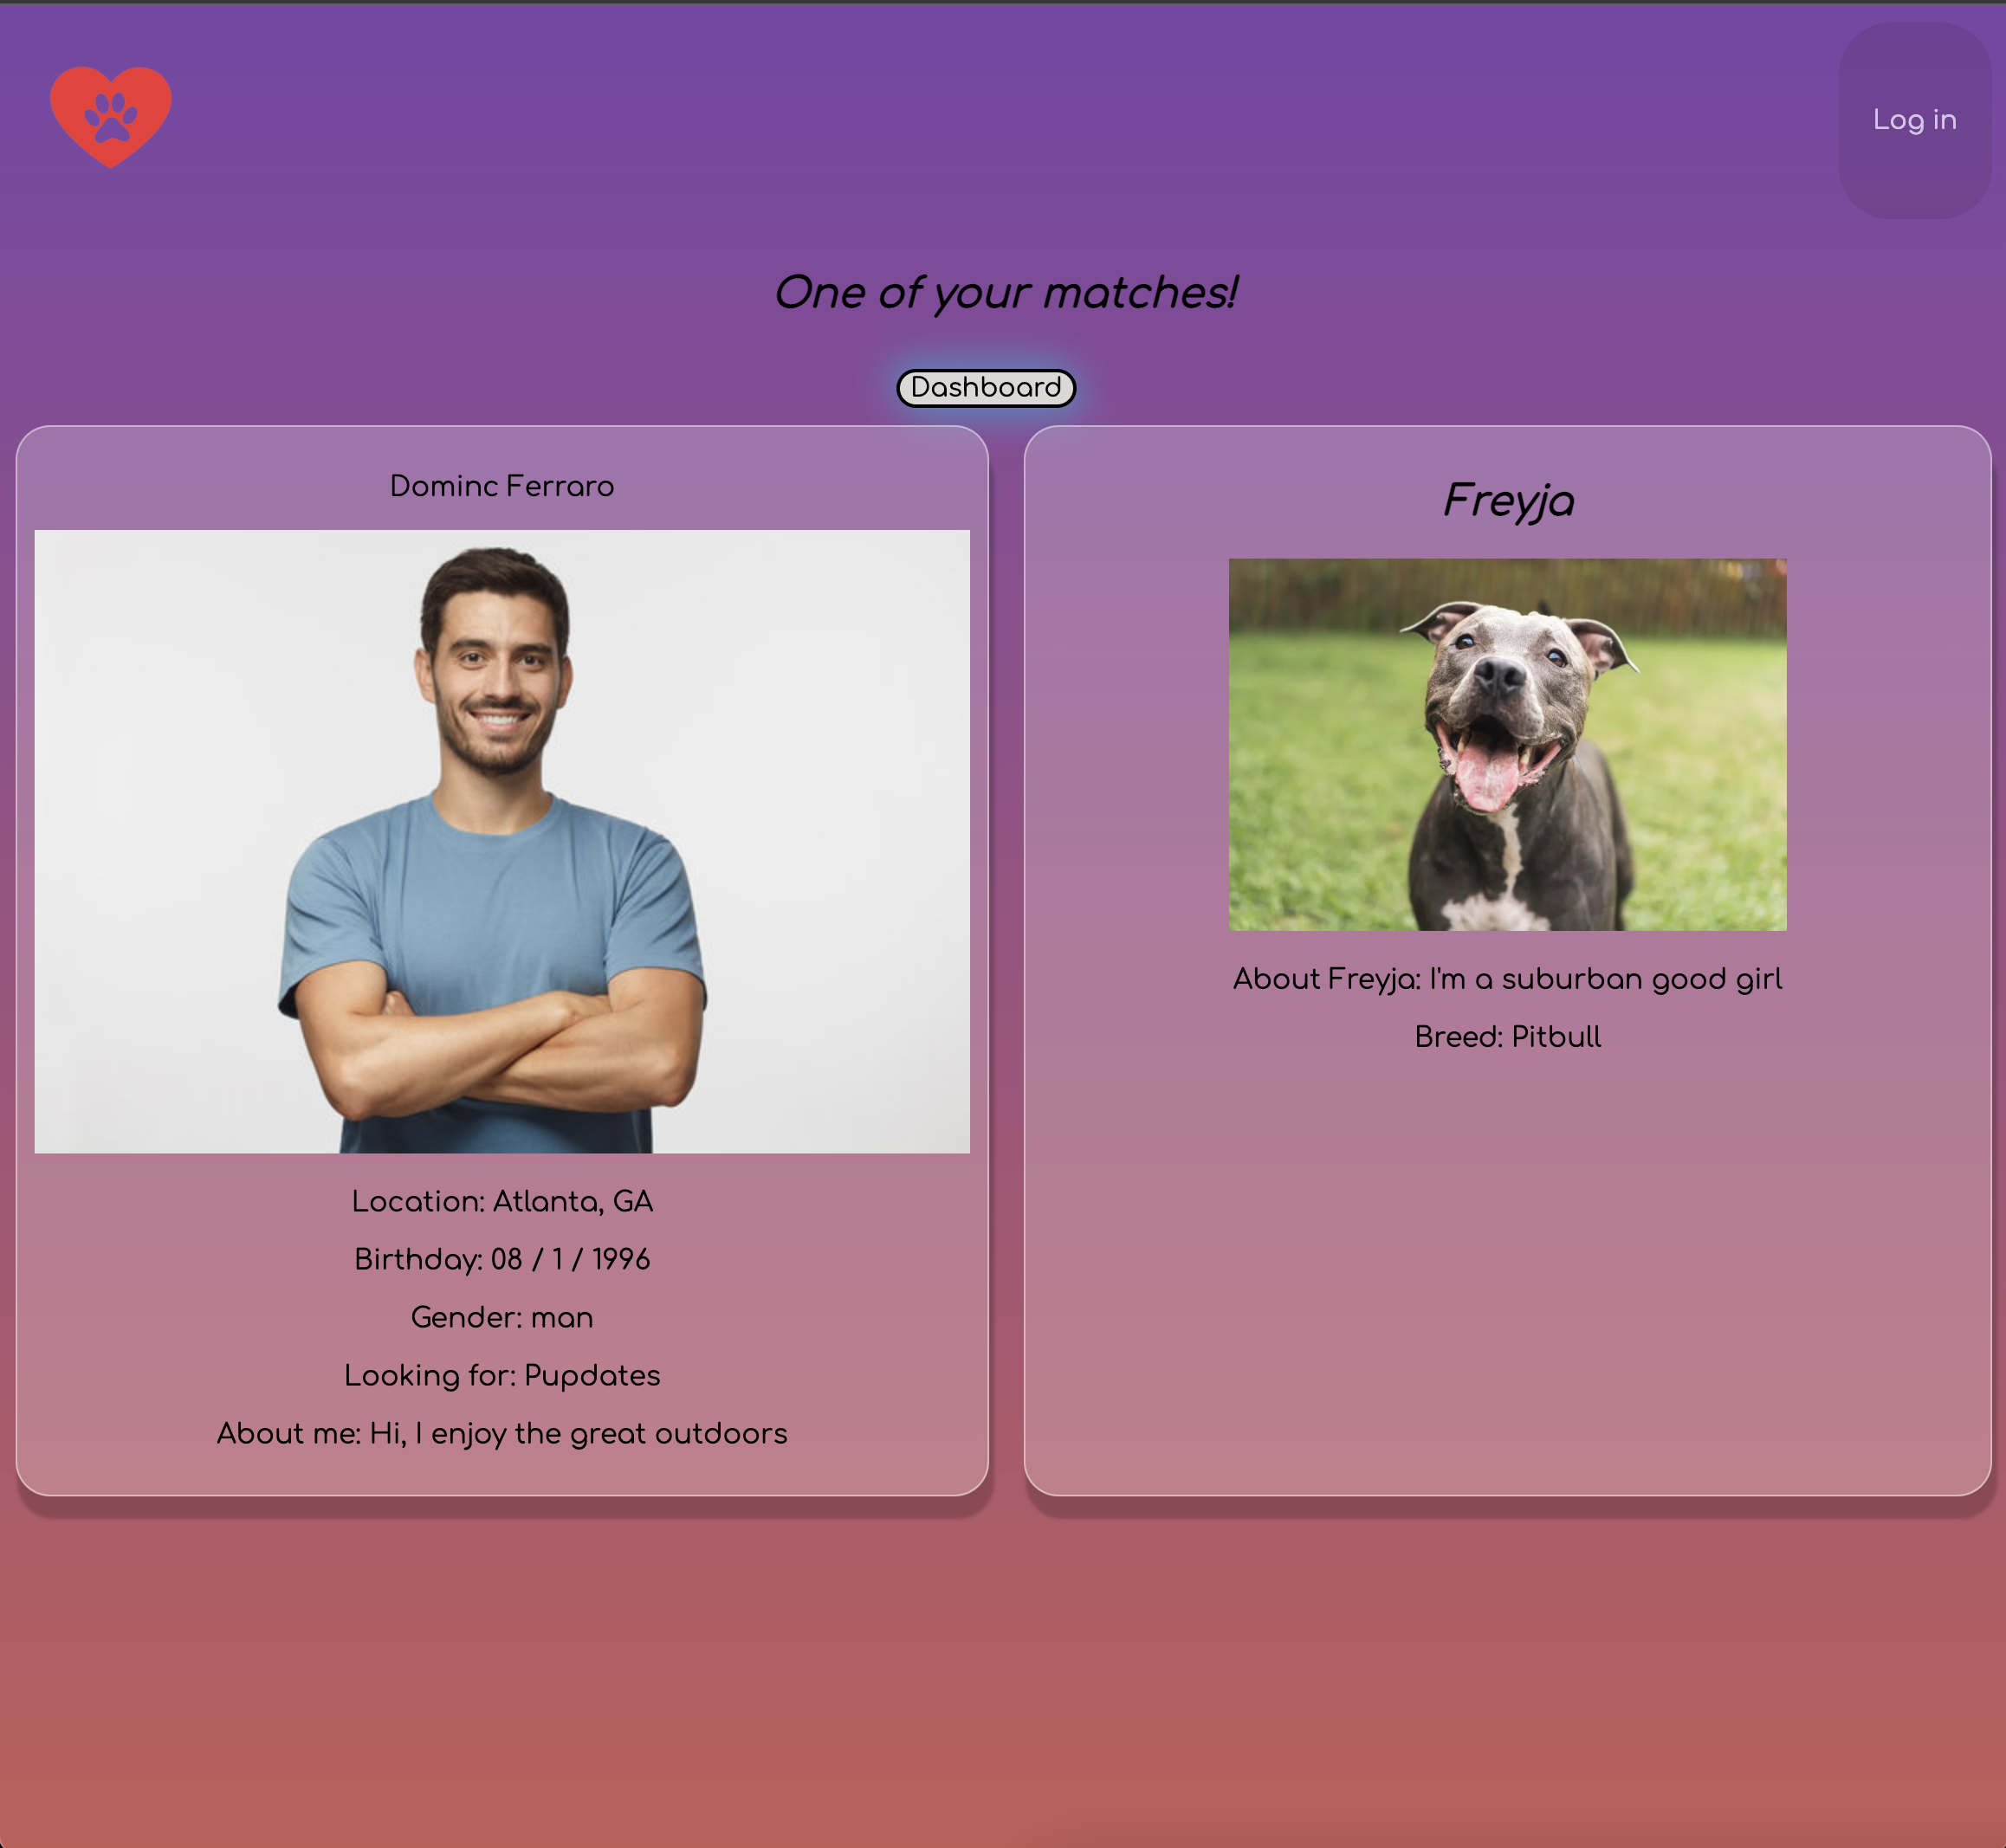 Log in
One of your matches!
Dashboard
Dominc Ferraro
Location: Atlanta, GA
Birthday: 08 / 1 / 1996
Gender: man
Looking for: Pupdates
About me: Hi, I enjoy the great outdoors
Freyja
About Freyja: I'm a suburban good girl
Breed: Pitbull